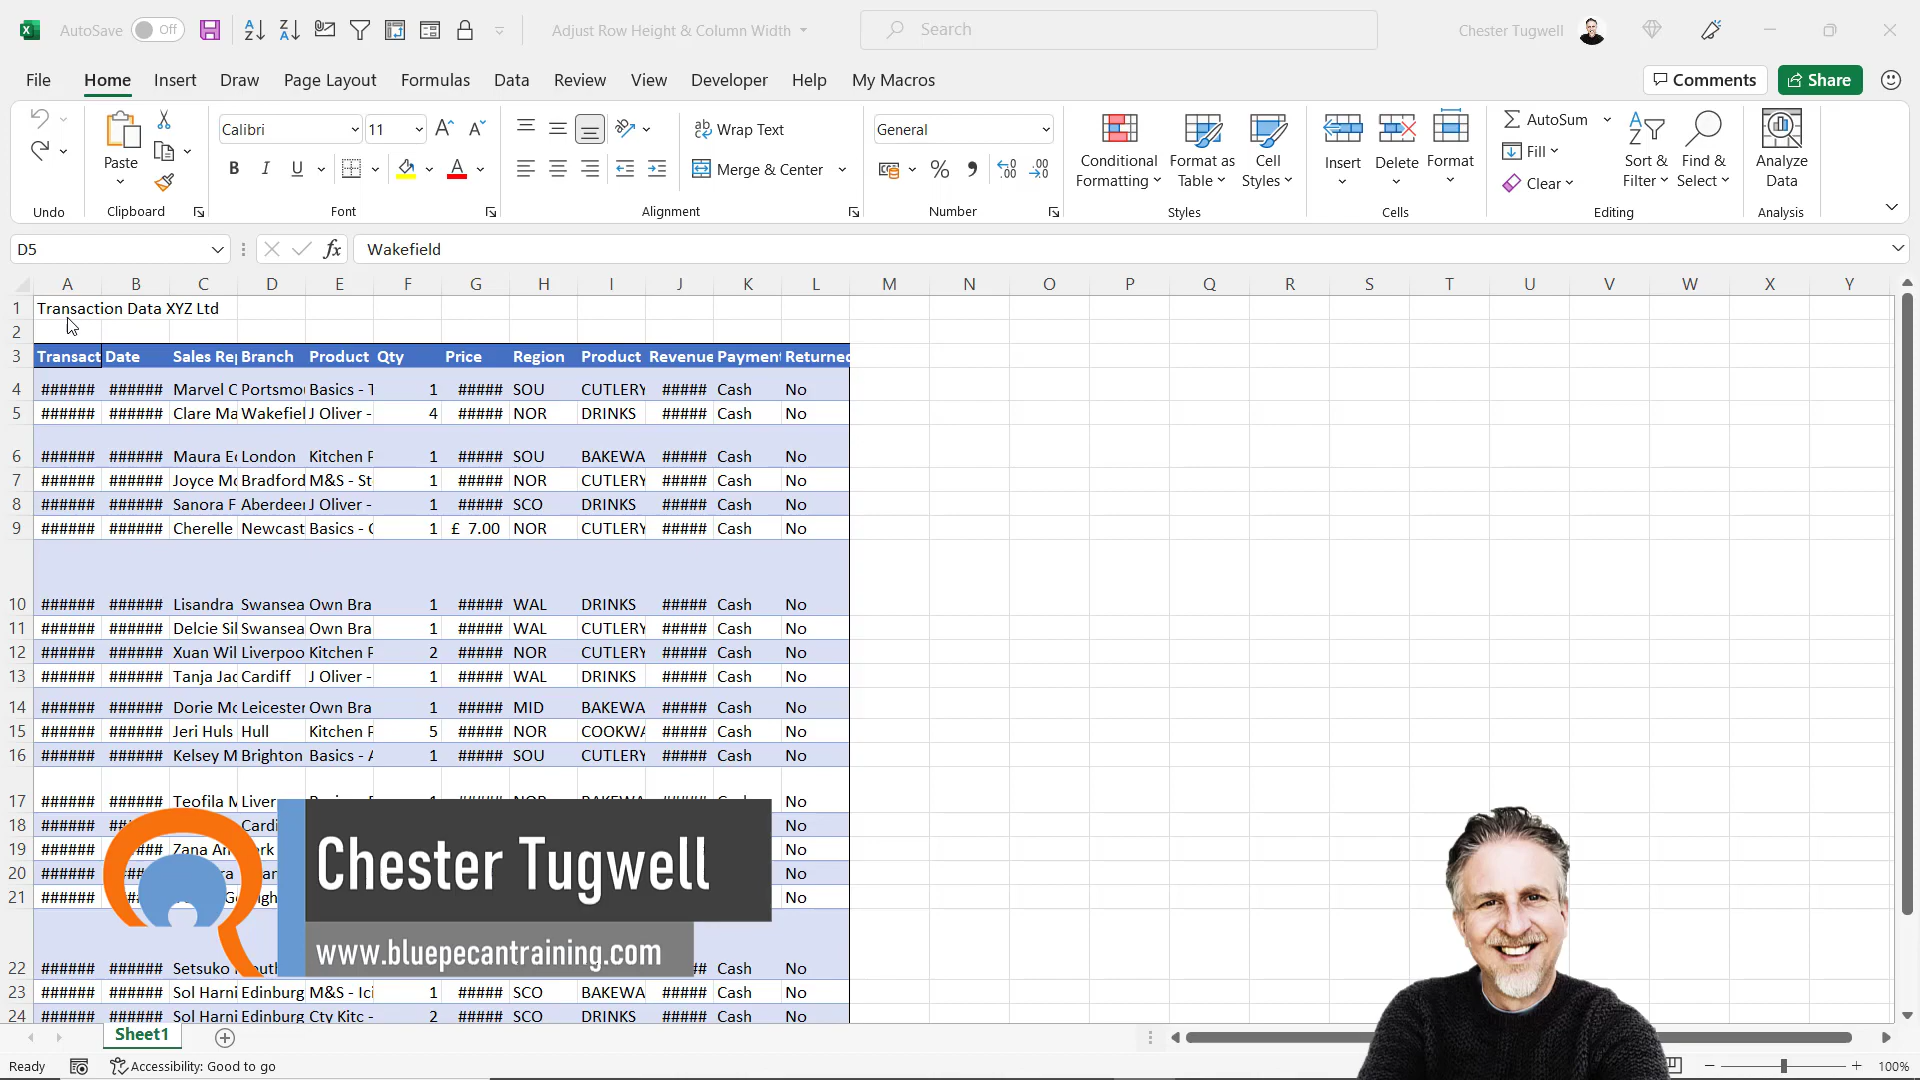 AutoSave Off Adjust Row Height & Column Width Search Chester Tugwell
File Home Insert Draw Page Layout Formulas Data Review View Developer Help My Macros Comments Share
Paste Calibri 11 Wrap Text General Conditional Formatting Format as Table Cell Styles Insert Delete Format AutoSum Sort & Filter Find & Select Analyze Data
B I U Merge & Center % Fill
Clear
Undo Clipboard Font Alignment Number Styles Cells Editing Analysis
D5 fx Wakefield
A B C D E F G H I J K L M N O P Q R S T U V W X Y
1 Transaction Data XYZ Ltd
2
3 Transact Date Sales Re Branch Product Qty Price Region Product Revenue Payment Returned
4 ###### ###### Marvel C Portsmo Basics - T 1 ##### SOU CUTLERY ##### Cash No
5 ###### ###### Clare Ma Wakefiel J Oliver - 4 ##### NOR DRINKS ##### Cash No
6 ###### ###### Maura Ec London Kitchen P 1 ##### SOU BAKEWA ##### Cash No
7 ###### ###### Joyce Mc Bradford M&S - St 1 ##### NOR CUTLERY ##### Cash No
8 ###### ###### Sanora F Aberdeer J Oliver - 1 ##### SCO DRINKS ##### Cash No
9 ###### ###### Cherelle Newcast Basics - C 1 £ 7.00 NOR CUTLERY ##### Cash No
10 ###### ###### Lisandra Swansea Own Bra 1 ##### WAL DRINKS ##### Cash No
11 ###### ###### Delcie Sil Swansea Own Bra 1 ##### WAL CUTLERY ##### Cash No
12 ###### ###### Xuan Wil Liverpoo Kitchen P 2 ##### NOR CUTLERY ##### Cash No
13 ###### ###### Tanja Jac Cardiff J Oliver - 1 ##### WAL DRINKS ##### Cash No
14 ###### ###### Dorie Mc Leicester Own Bra 1 ##### MID BAKEWA ##### Cash No
15 ###### ###### Jeri Huls Hull Kitchen P 5 ##### NOR COOKWA ##### Cash No
16 ###### ###### Kelsey M Brighton Basics - A 1 ##### SOU CUTLERY ##### Cash No
17 ###### ###### Teofila M Liver No
18 ###### Cardi No
19 ###### Zana An No
20 ###### No
21 ###### No
Chester Tugwell
www.bluepecantraining.com
22 ###### ###### Setsuko Cash No
23 ###### ###### Sol Harni Edinburg M&S - Ici 1 ##### SCO BAKEWA ##### Cash No
24 ###### ###### Sol Harni Edinburg Cty Kitc - 2 ##### SCO DRINKS ##### Cash No
Sheet1
Ready Accessibility: Good to go 100%